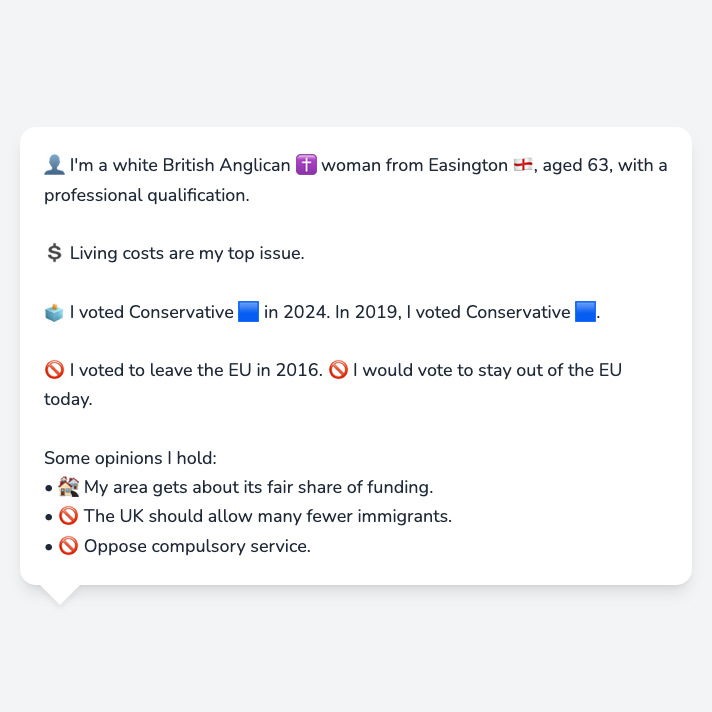 👤 I'm a white British Anglican ✝️ woman from Easington 🏴󠁧󠁢󠁥󠁮󠁧󠁿, aged 63, with a
professional qualification.
💲 Living costs are my top issue.
🗳️ I voted Conservative 🟦 in 2024. In 2019, I voted Conservative 🟦.
🚫 I voted to leave the EU in 2016. 🚫 I would vote to stay out of the EU
today.
Some opinions I hold:
• 🏘️ My area gets about its fair share of funding.
• 🚫 The UK should allow many fewer immigrants.
• 🚫 Oppose compulsory service.